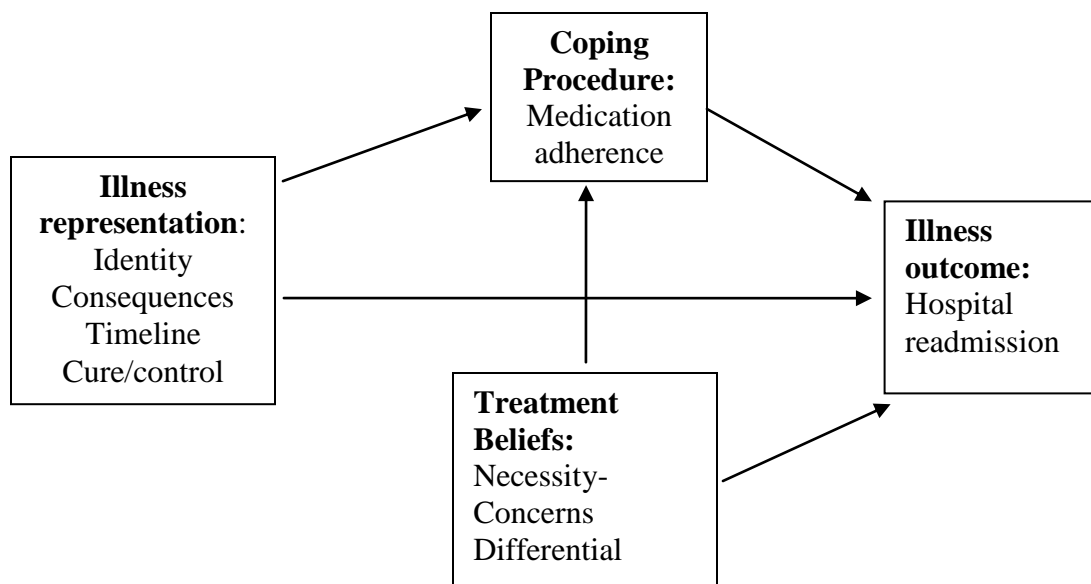 Coping
Procedure:
Medication
adherence
Illness
representation:
Identity
Consequences
Timeline
Cure/control
Illness
outcome:
Hospital
readmission
Treatment
Beliefs:
Necessity-
Concerns
Differential